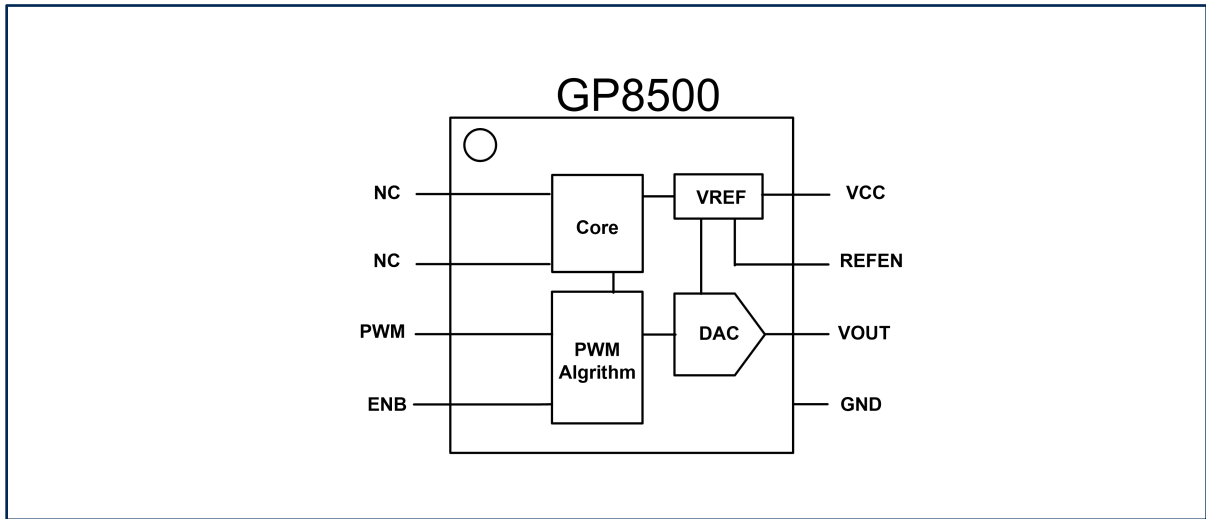 GP8500
NC
Core
VREF
VCC
NC
REFEN
PWM
PWM
Algrithm
DAC
VOUT
ENB
GND